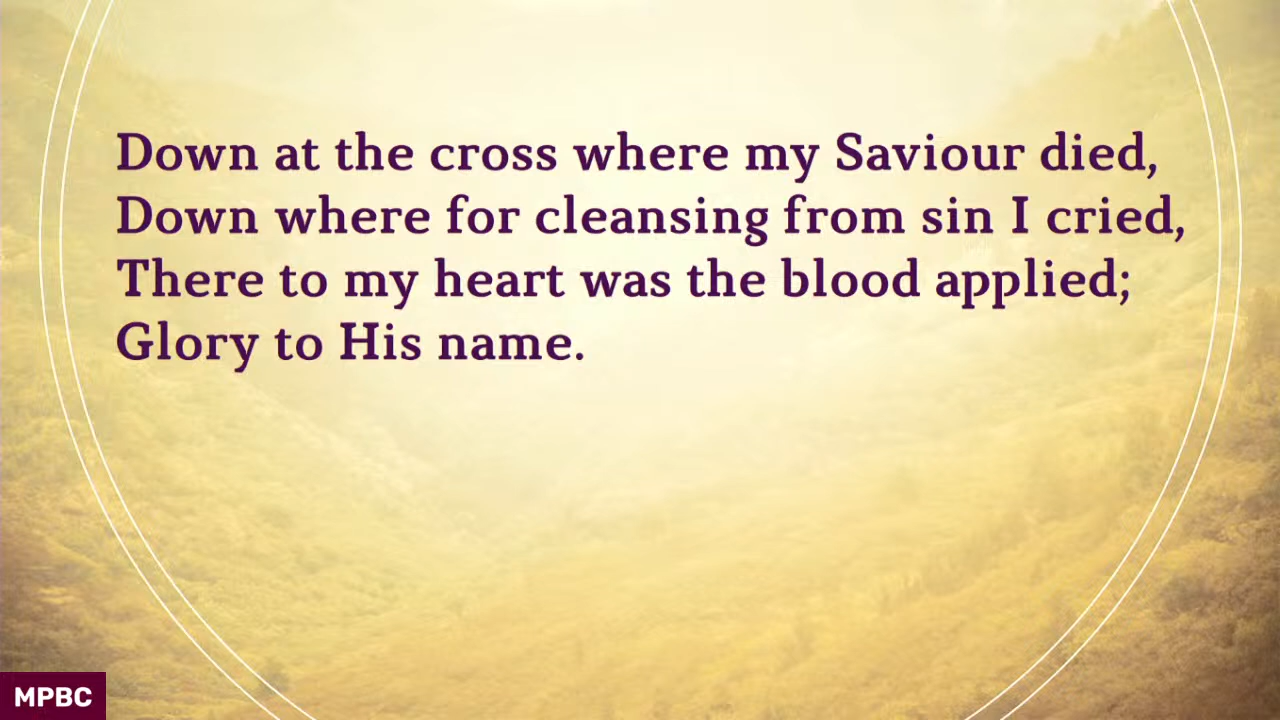 Down at the cross where my Saviour died,
Down where for cleansing from sin I cried,
There to my heart was the blood applied;
Glory to His name.
MPBC